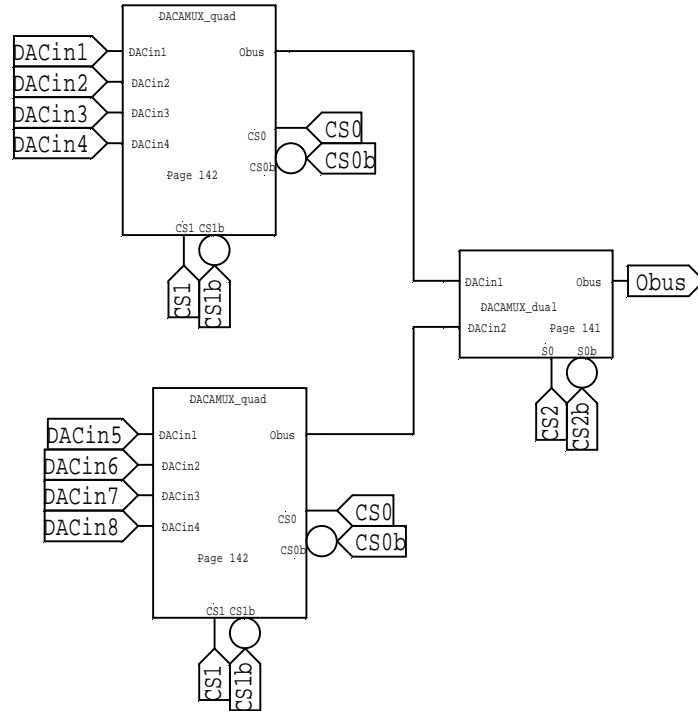 DACAMUX_quad
DACin1 DACin1 Obus
DACin2 DACin2
DACin3 DACin3
CS0 CS0
DACin4 DACin4
CS0b CS0b
Page 142
CS1 CS1b
CS1 CS1b
DACin1 Obus Obus
DACAMUX_dual
DACin2 Page 141
S0 S0b
CS2 CS2b
DACAMUX_quad
DACin5 DACin1 Obus
DACin6 DACin2
DACin7 DACin3
CS0 CS0
DACin8 DACin4
CS0b CS0b
Page 142
CS1 CS1b
CS1 CS1b